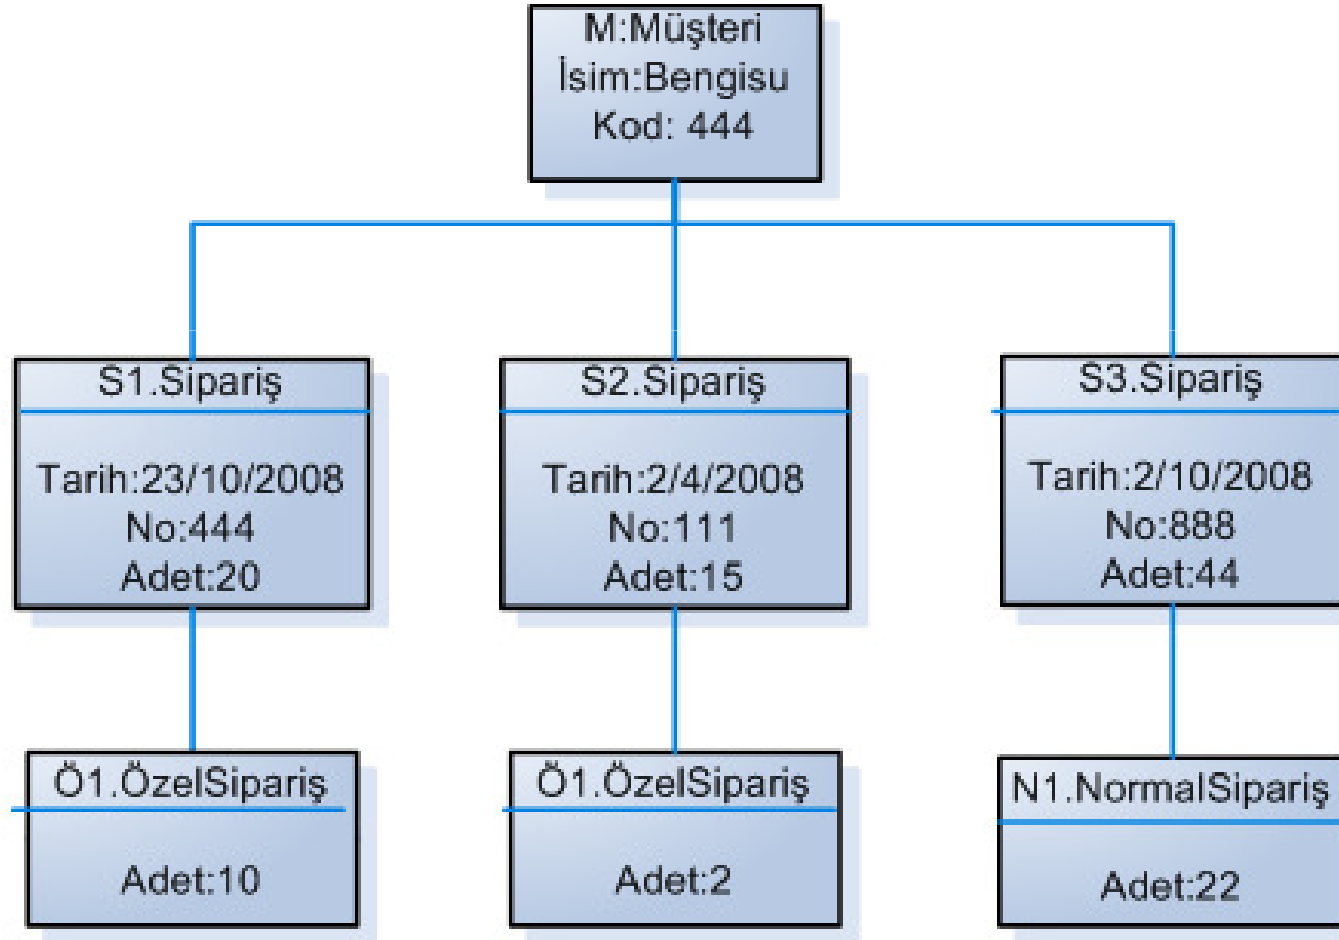 M:Müşteri
İsim:Bengisu
Kod: 444
S1.Sipariş
Tarih:23/10/2008
No:444
Adet:20
S2.Sipariş
Tarih:2/4/2008
No:111
Adet:15
S3.Sipariş
Tarih:2/10/2008
No:888
Adet:44
Ö1.ÖzelSipariş
Adet:10
Ö1.ÖzelSipariş
Adet:2
N1.NormalSipariş
Adet:22